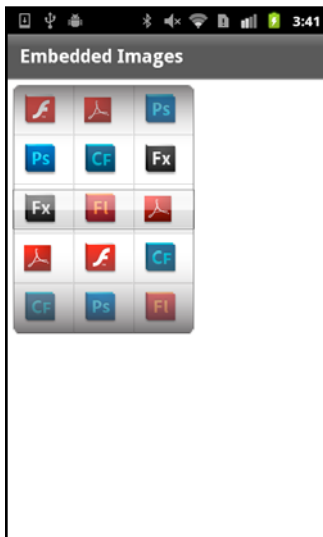 3:41
Embedded Images
Ps
Ps CF Fx
Fx Fl
CF
CF Ps Fl